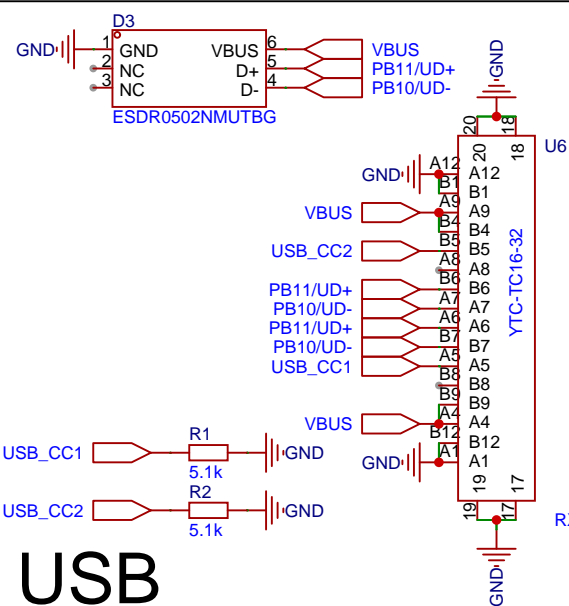 D3
GND
1
GND
VBUS
6
VBUS
2
NC
D+
5
PB11/UD+
3
NC
D-
4
PB10/UD-
ESDR0502NMUTBG
GND
20
18
20
18
U6
GND
A12
A12
B1
B1
VBUS
A9
A9
B4
B4
USB_CC2
B5
B5
A8
A8
PB11/UD+
B6
B6
PB10/UD-
A7
A7
PB11/UD+
A6
A6
PB10/UD-
B7
B7
USB_CC1
A5
A5
B8
B8
B9
B9
VBUS
A4
A4
B12
B12
GND
A1
A1
YTC-TC16-32
19
17
19
17
GND
USB_CC1
R1
5.1k
GND
USB_CC2
R2
5.1k
GND
USB